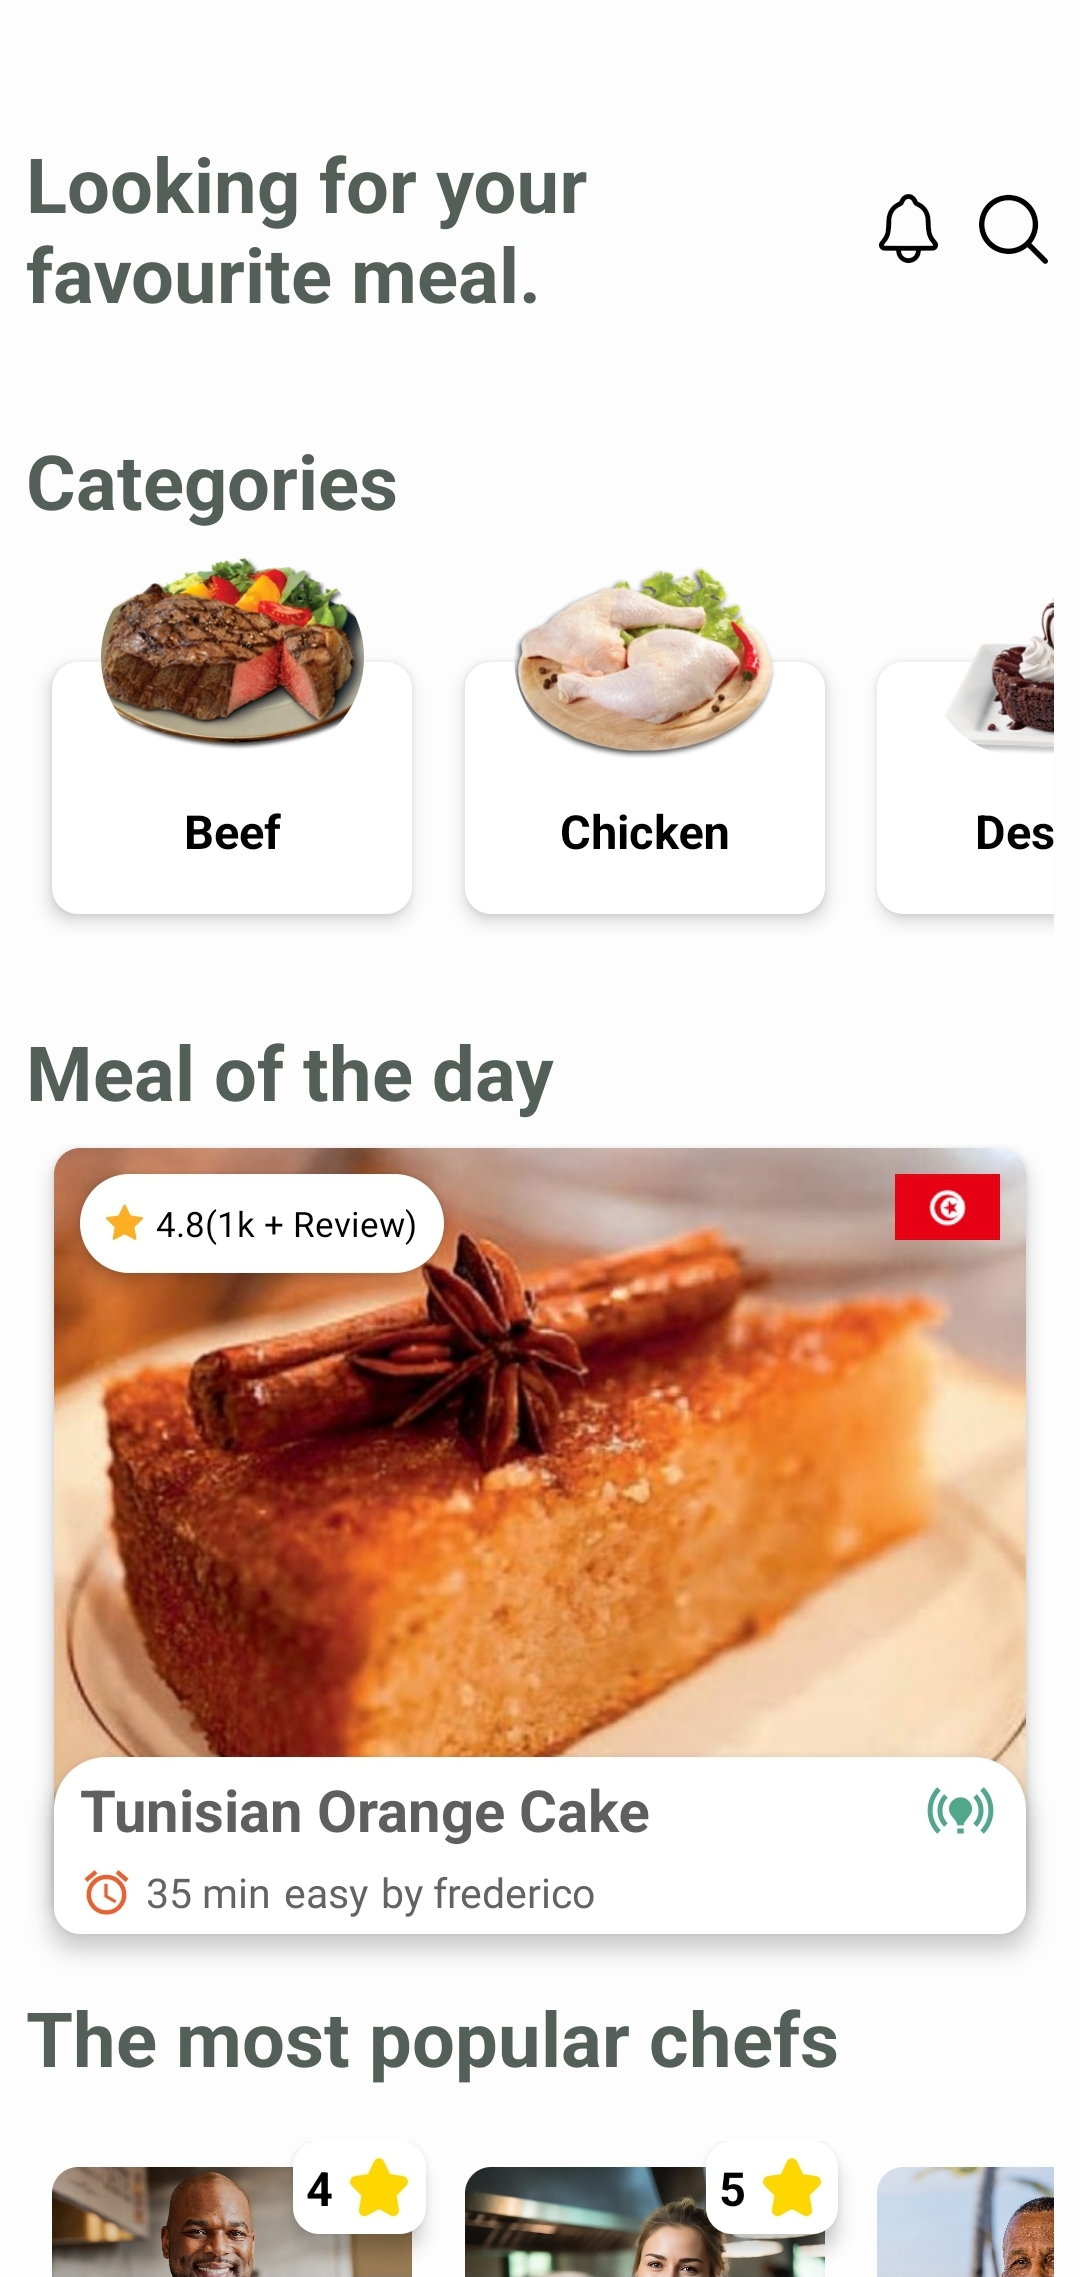 Looking for your
favourite meal.
Categories
Beef
Chicken
Des
Meal of the day
4.8(1k + Review)
Tunisian Orange Cake
35 min easy by frederico
The most popular chefs
4
5